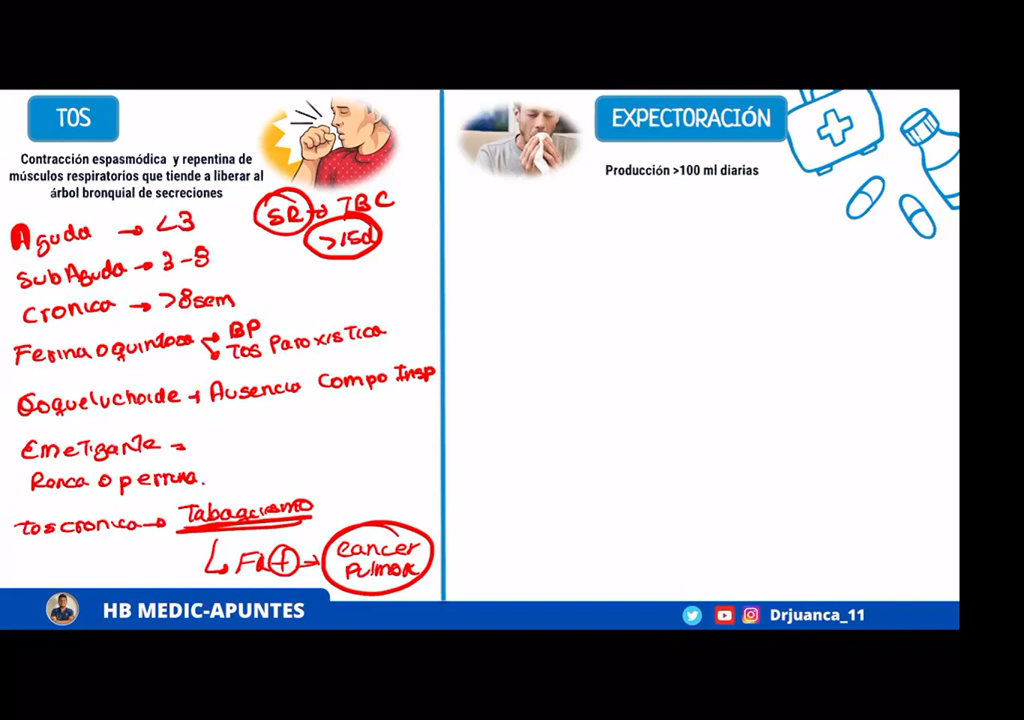 TOS
Contracción espasmódica y repentina de
músculos respiratorios que tiende a liberar al
árbol bronquial de secreciones
SR → TBC
>15d
Aguda → <3
SubAguda → 3-8
Cronica → >8sem
Ferina o quintosa → BP
→ Tos Paroxistica
Coqueluchoide → Ausencia Compo Insp
Emetizante →
Ronca o perruna.
Tos cronica → Tabaquismo
↳ FR (+) → Cancer
Pulmon
EXPECTORACIÓN
Producción >100 ml diarias
HB MEDIC-APUNTES
Drjuanca_11